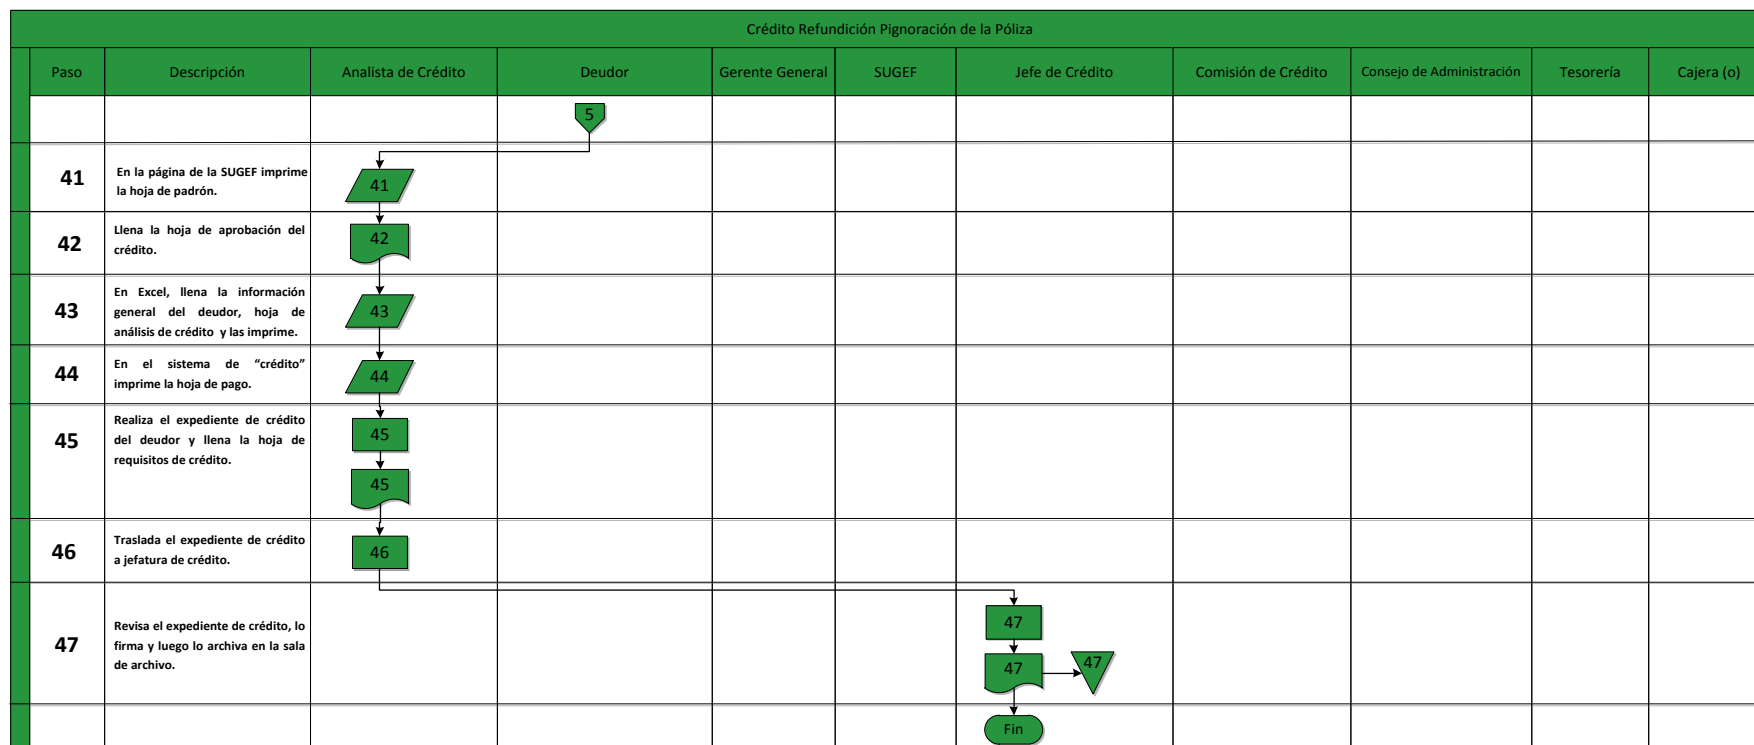 Crédito Refundición Pignoración de la Póliza
Paso Descripción Analista de Crédito Deudor Gerente General SUGEF Jefe de Crédito Comisión de Crédito Consejo de Administración Tesorería Cajera (o)
5
41
En la página de la SUGEF imprime
la hoja de padrón.
41
42
Llena la hoja de aprobación del
crédito.
42
43
En Excel, llena la información
general del deudor, hoja de
análisis de crédito y las imprime.
43
44
En el sistema de “crédito”
imprime la hoja de pago.
44
45
Realiza el expediente de crédito
del deudor y llena la hoja de
requisitos de crédito.
45
45
46
Traslada el expediente de crédito
a jefatura de crédito.
46
47
Revisa el expediente de crédito, lo
firma y luego lo archiva en la sala
de archivo.
47
47 47
Fin